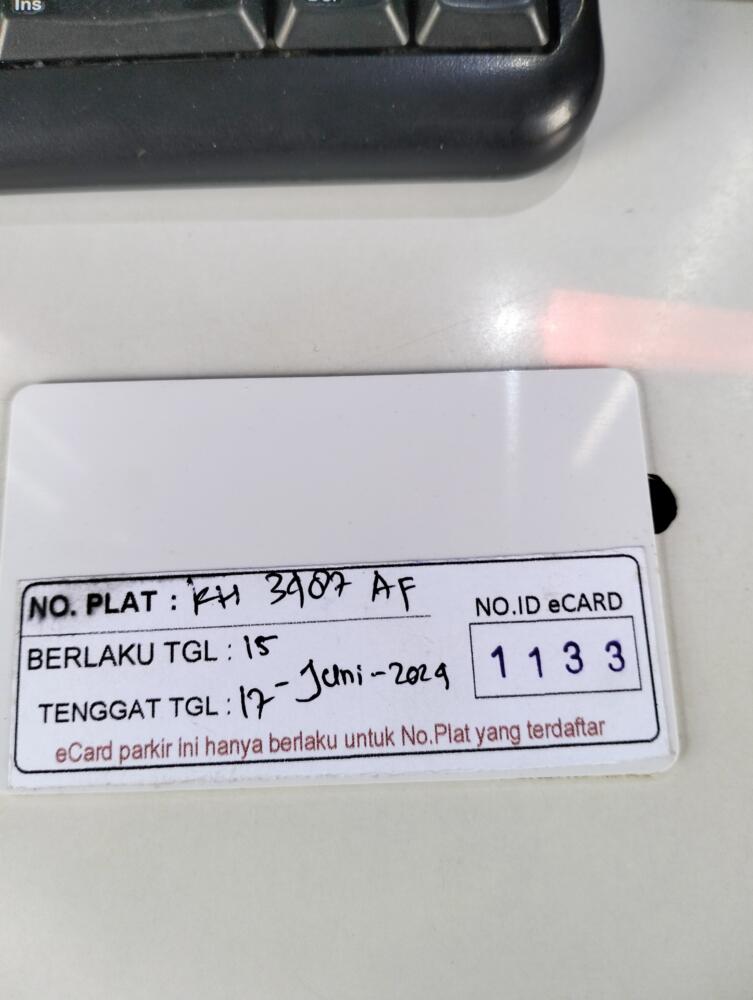 Ins
NO. PLAT : KH 3987 AF
NO.ID eCARD
BERLAKU TGL : 15
1 1 3 3
TENGGAT TGL : 17 - Juni - 2024
eCard parkir ini hanya berlaku untuk No.Plat yang terdaftar